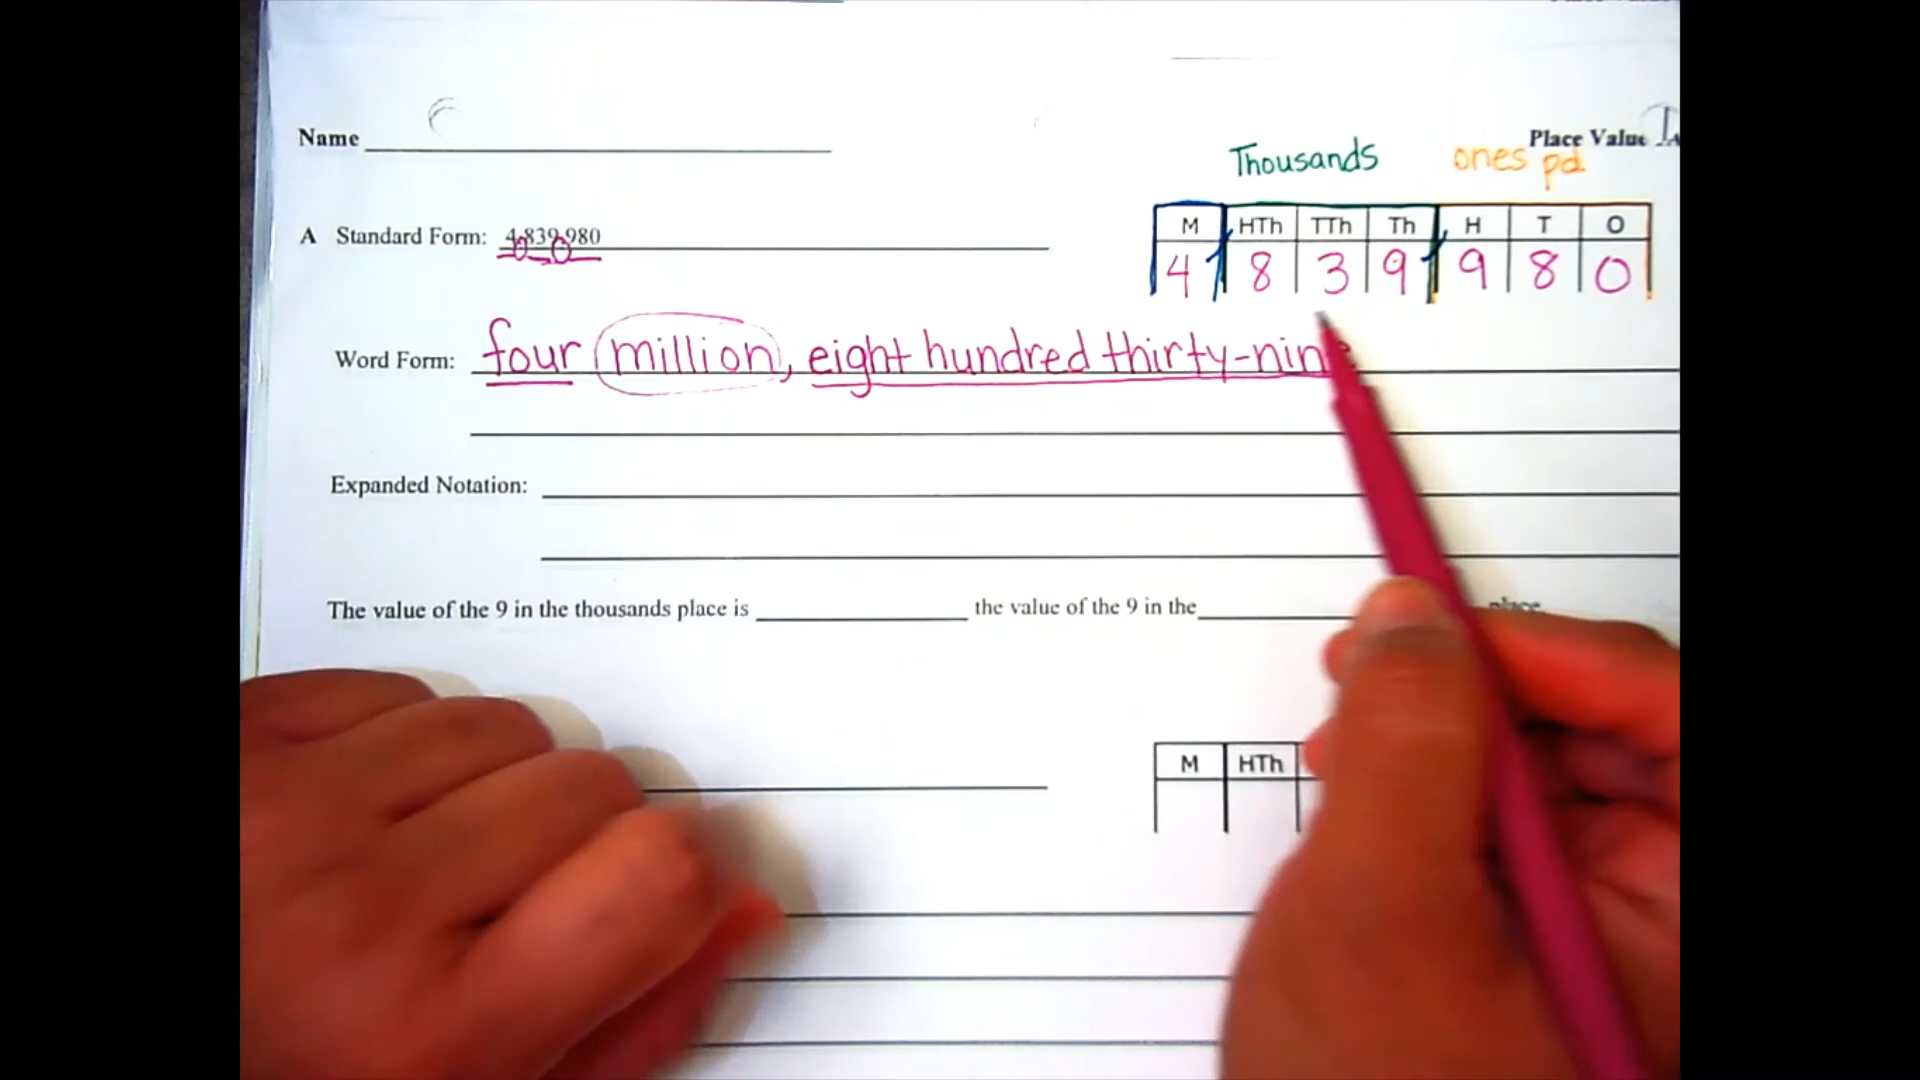 Name
Place Value
Thousands ones pd
A Standard Form: 4,839,980
M HTh TTh Th H T O
4, 8 3 9, 9 8 0
Word Form: four million, eight hundred thirty-nine
Expanded Notation:
The value of the 9 in the thousands place is the value of the 9 in the place
M HTh